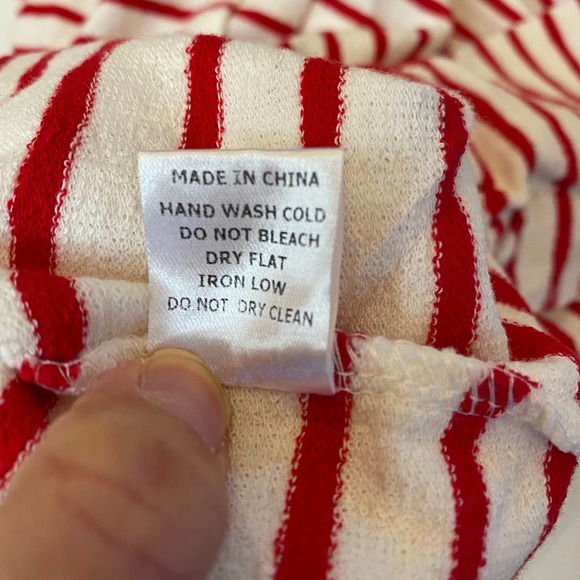 MADE IN CHINA
HAND WASH COLD
DO NOT BLEACH
DRY FLAT
IRON LOW
DO NOT DRY CLEAN